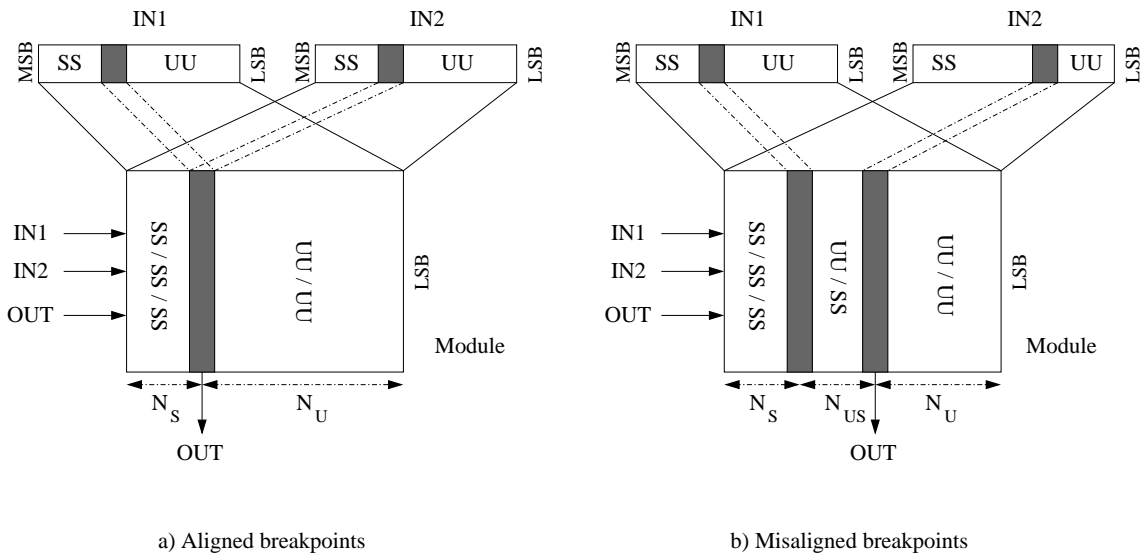 IN1
IN2
MSB
SS
UU
LSB
MSB
SS
UU
LSB
IN1
IN2
OUT
SS / SS / SS
UU / UU
LSB
Module
N_S
N_U
OUT
a) Aligned breakpoints
IN1
IN2
MSB
SS
UU
LSB
MSB
SS
UU
LSB
IN1
IN2
OUT
SS / SS / SS
UU / SS
UU / UU
LSB
Module
N_S
N_US
N_U
OUT
b) Misaligned breakpoints